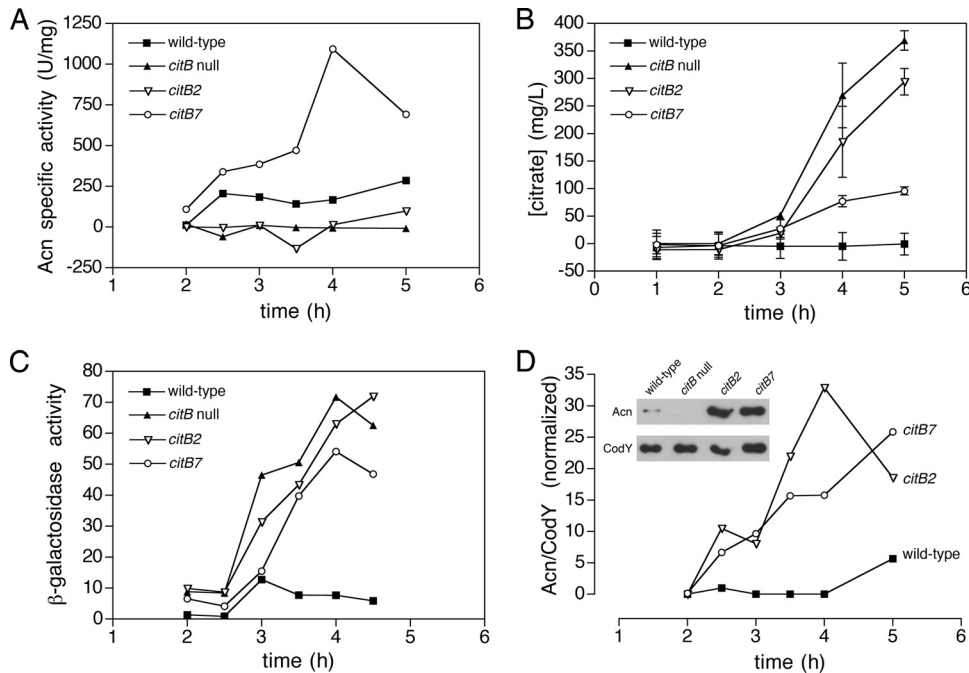 A
Acn specific activity (U/mg)
1250
1000
750
500
250
0
-250
wild-type
citB null
citB2
citB7
1 2 3 4 5 6
time (h)
B
[citrate] (mg/L)
400
350
300
250
200
150
100
50
0
-50
wild-type
citB null
citB2
citB7
0 1 2 3 4 5 6
time (h)
C
β-galactosidase activity
80
70
60
50
40
30
20
10
0
wild-type
citB null
citB2
citB7
1 2 3 4 5 6
time (h)
D
Acn/CodY (normalized)
35
30
25
20
15
10
5
0
wild-type
citB null
citB2
citB7
Acn
CodY
citB7
citB2
wild-type
1 2 3 4 5 6
time (h)